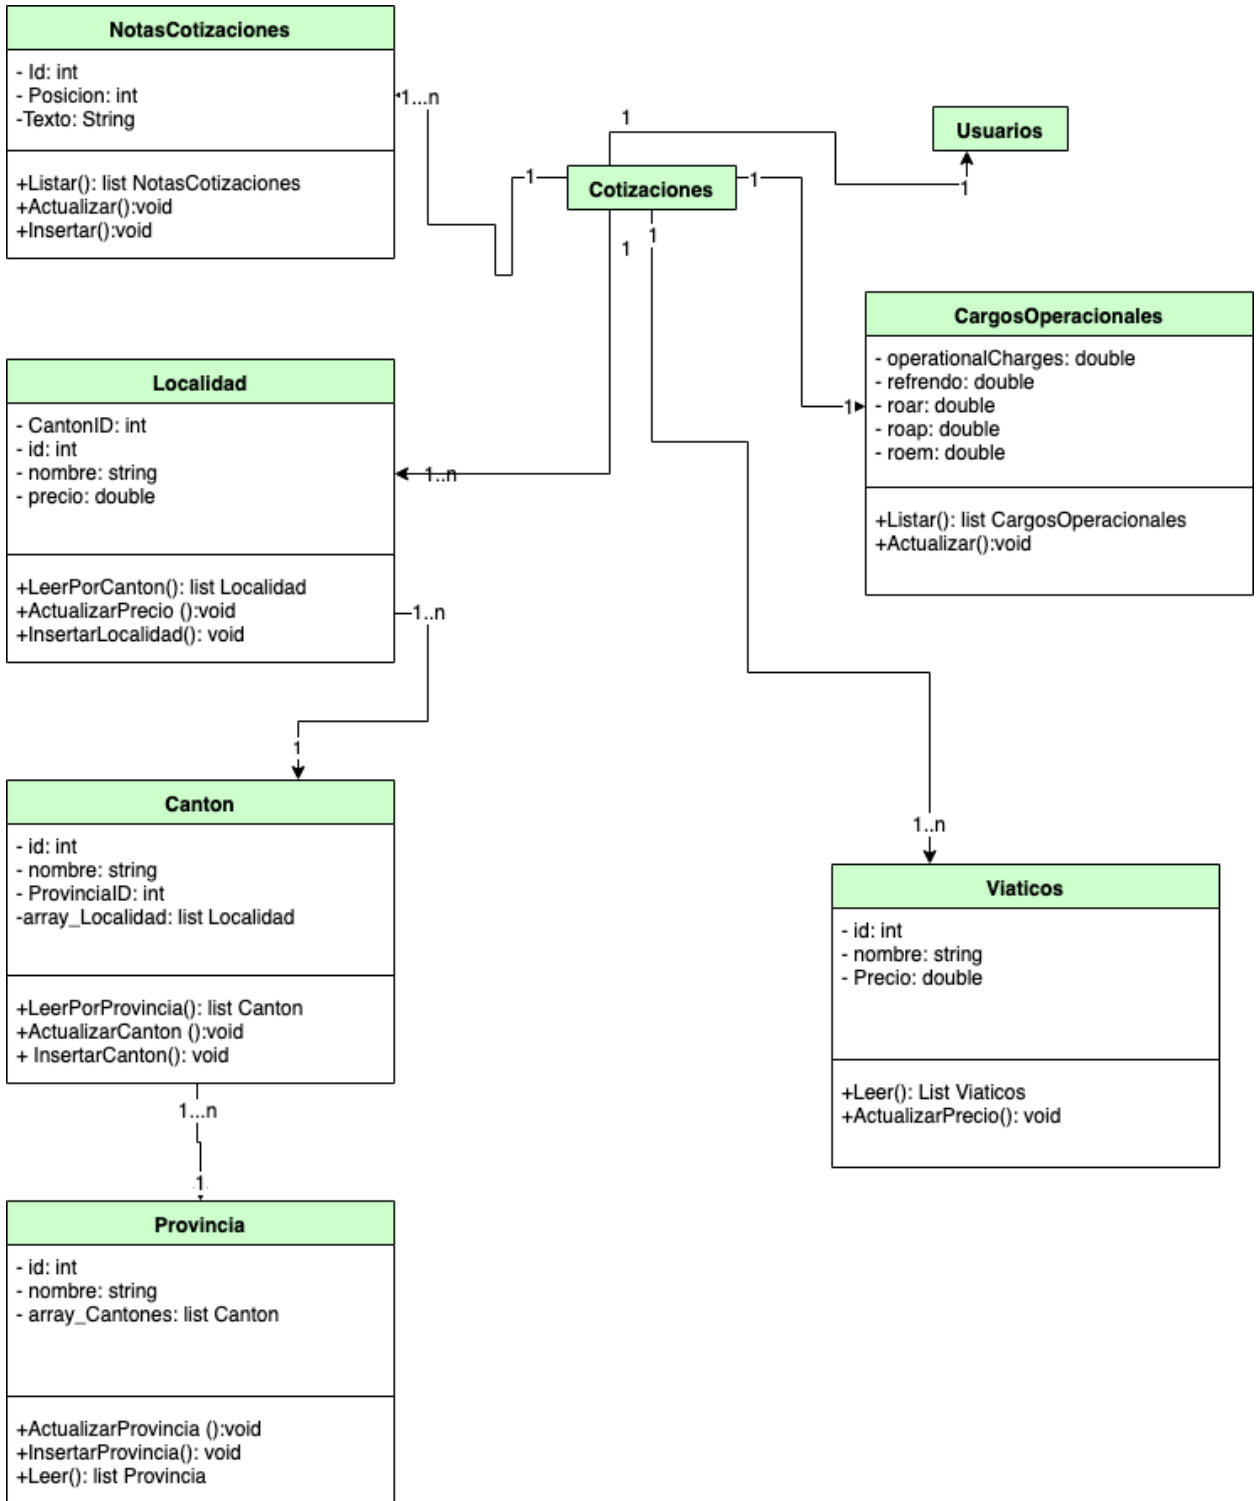 NotasCotizaciones
- Id: int
- Posicion: int
-Texto: String
+Listar(): list NotasCotizaciones
+Actualizar():void
+Insertar():void
1...n
1
1
Usuarios
1
Cotizaciones
1
1
1
CargosOperacionales
- operationalCharges: double
- refrendo: double
- roar: double
- roap: double
- roem: double
+Listar(): list CargosOperacionales
+Actualizar():void
1
Localidad
- CantonID: int
- id: int
- nombre: string
- precio: double
+LeerPorCanton(): list Localidad
+ActualizarPrecio ():void
+InsertarLocalidad(): void
1..n
1..n
1
Canton
- id: int
- nombre: string
- ProvinciaID: int
-array_Localidad: list Localidad
+LeerPorProvincia(): list Canton
+ActualizarCanton ():void
+ InsertarCanton(): void
1..n
Viaticos
- id: int
- nombre: string
- Precio: double
+Leer(): List Viaticos
+ActualizarPrecio(): void
1...n
1
Provincia
- id: int
- nombre: string
- array_Cantones: list Canton
+ActualizarProvincia ():void
+InsertarProvincia(): void
+Leer(): list Provincia